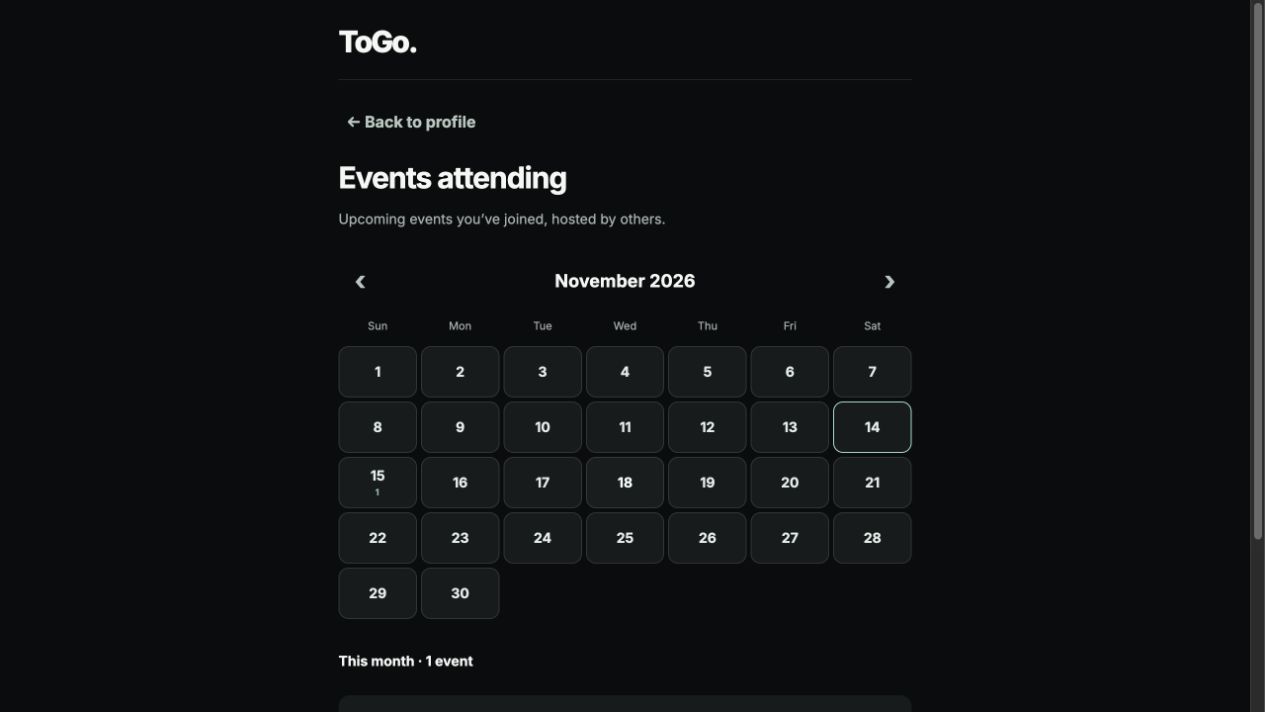 ToGo.
← Back to profile
Events attending
Upcoming events you’ve joined, hosted by others.
‹ November 2026 ›
Sun Mon Tue Wed Thu Fri Sat
1 2 3 4 5 6 7
8 9 10 11 12 13 14
15 16 17 18 19 20 21
1
22 23 24 25 26 27 28
29 30
This month · 1 event